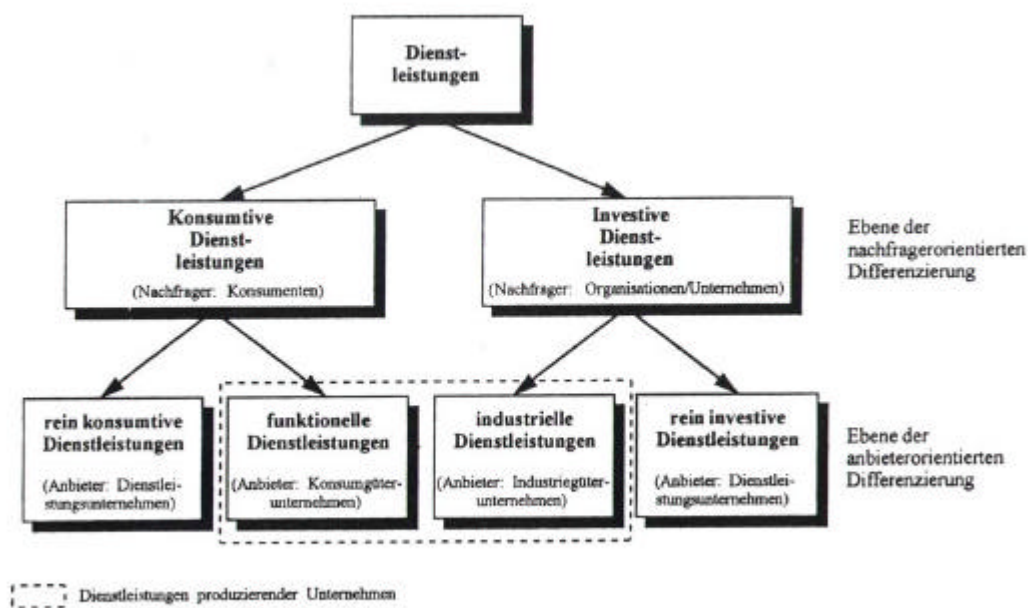 Dienst-
leistungen
Konsumtive
Dienst-
leistungen
(Nachfrager: Konsumenten)
Investive
Dienst-
leistungen
(Nachfrager: Organisationen/Unternehmen)
Ebene der
nachfragerorientierten
Differenzierung
rein konsumtive
Dienstleistungen
(Anbieter: Dienstlei-
stungsunternehmen)
funktionelle
Dienstleistungen
(Anbieter: Konsumgüter-
unternehmen)
industrielle
Dienstleistungen
(Anbieter: Industriegüter-
unternehmen)
rein investive
Dienstleistungen
(Anbieter: Dienstlei-
stungsunternehmen)
Ebene der
anbieterorientierten
Differenzierung
Dienstleistungen produzierender Unternehmen